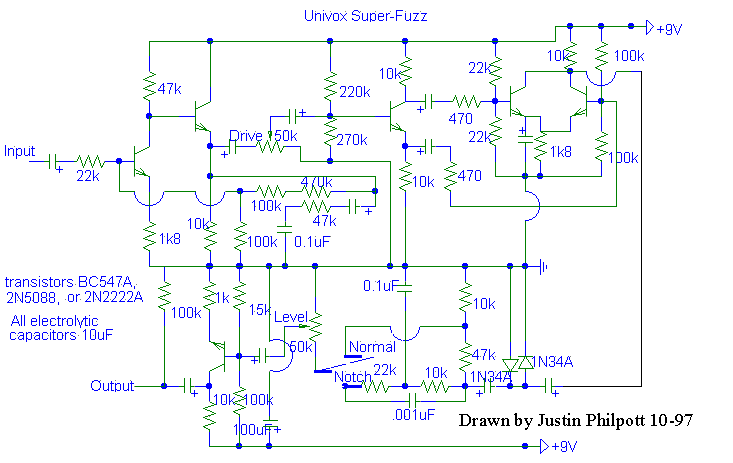 Univox Super-Fuzz
+9V
47k
10k
22k
10k
100k
220k
470
Drive 50k
270k
22k
Input
1k8
100k
22k
470k
10k
470
100k
47k
1k8
10k
100k
0.1uF
transistors BC547A,
2N5088, or 2N2222A
0.1uF
1k
15k
10k
100k
Level
All electrolytic
capacitors 10uF
50k
Normal
47k
Notch
22k
10k
1N34A
1N34A
Output
10k
100k
.001uF
100uF
Drawn by Justin Philpott 10-97
+9V